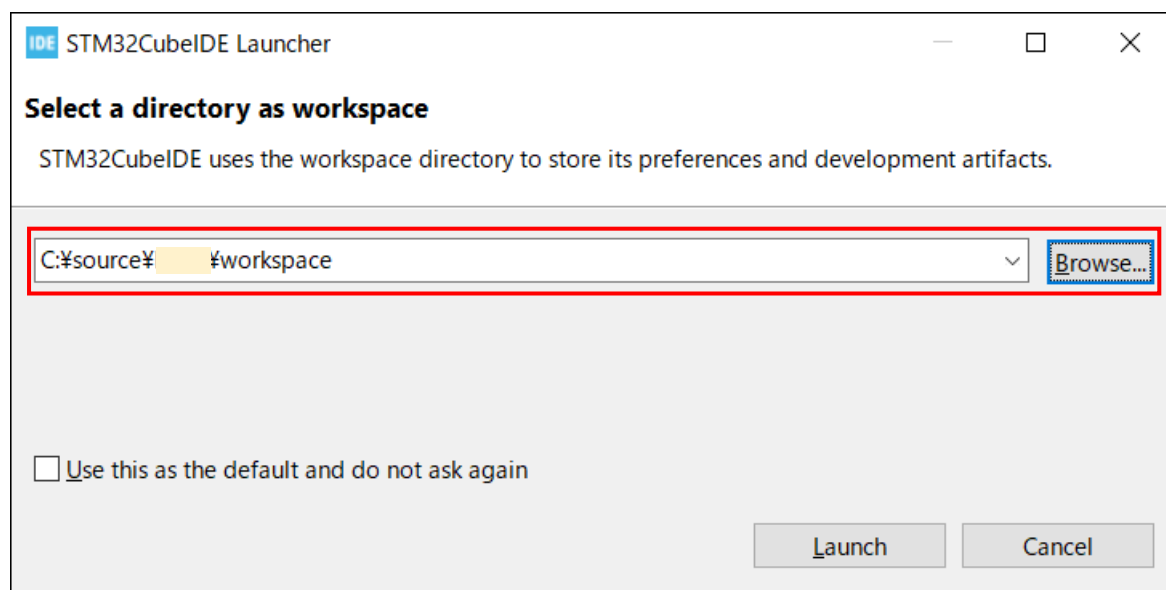 IDE STM32CubeIDE Launcher
Select a directory as workspace
STM32CubeIDE uses the workspace directory to store its preferences and development artifacts.
C:¥source¥ ¥workspace Browse...
Use this as the default and do not ask again
Launch Cancel